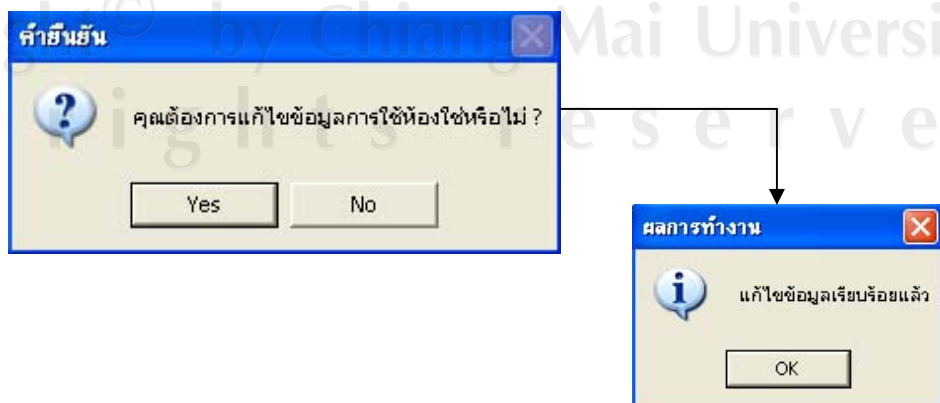 ght© by Chiang Mai Universi
คำยืนยัน
คุณต้องการแก้ไขข้อมูลการใช้ห้องใช่หรือไม่ ?
rights reserve
Yes No
ผลการทำงาน
แก้ไขข้อมูลเรียบร้อยแล้ว
OK